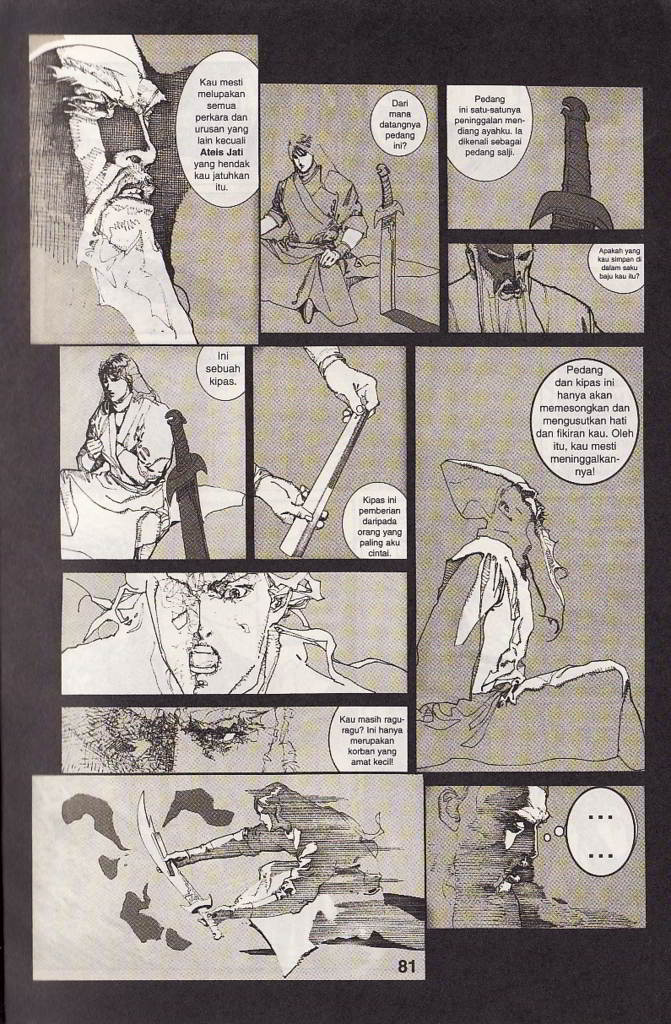 Kau mesti
melupakan
semua
perkara dan
urusan yang
lain kecuali
Ateis Jati
yang hendak
kau jatuhkan
itu.
Dari
mana
datangnya
pedang
ini?
Pedang
ini satu-satunya
peninggalan men-
diang ayahku. Ia
dikenali sebagai
pedang salji.
Apakah yang
kau simpan di
dalam saku
baju kau itu?
Ini
sebuah
kipas.
Kipas ini
pemberian
daripada
orang yang
paling aku
cintai.
Pedang
dan kipas ini
hanya akan
memesongkan dan
mengusutkan hati
dan fikiran kau. Oleh
itu, kau mesti
meninggalkan-
nya!
Kau masih ragu-
ragu? Ini hanya
merupakan
korban yang
amat kecil!
...
...
81